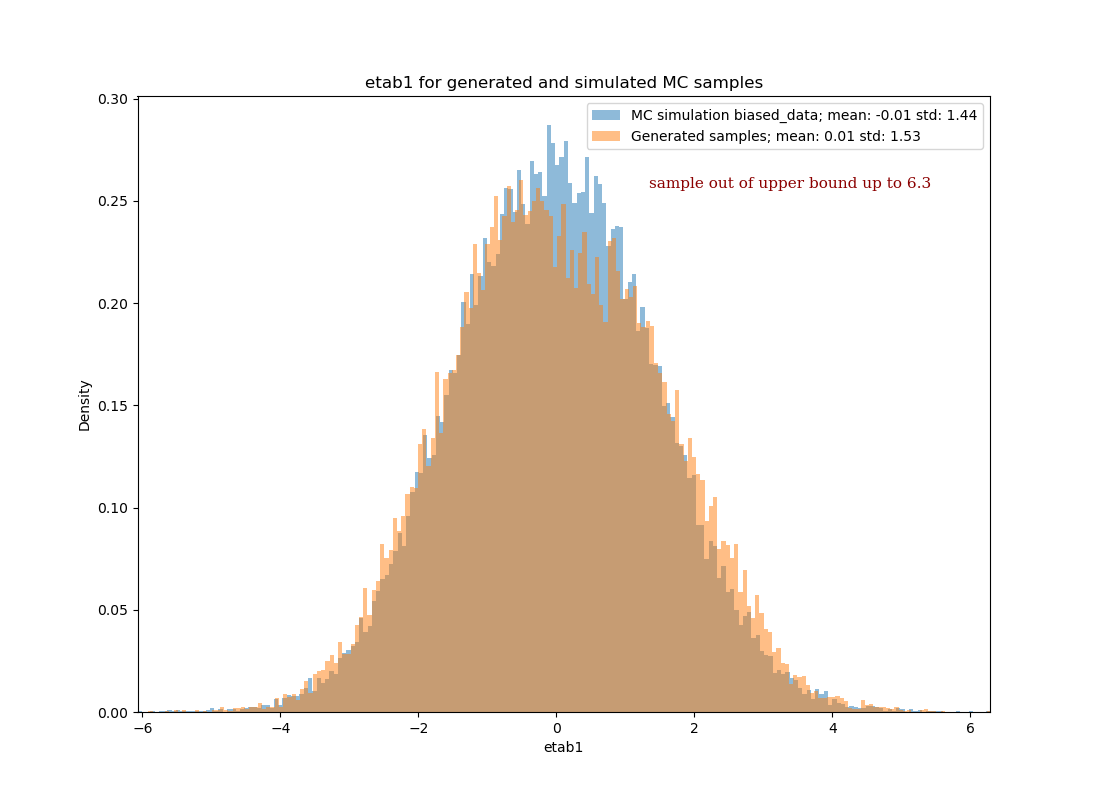 etab1 for generated and simulated MC samples
MC simulation biased_data; mean: -0.01 std: 1.44
Generated samples; mean: 0.01 std: 1.53
sample out of upper bound up to 6.3
Density
0.30
0.25
0.20
0.15
0.10
0.05
0.00
−6
−4
−2
0
2
4
6
etab1